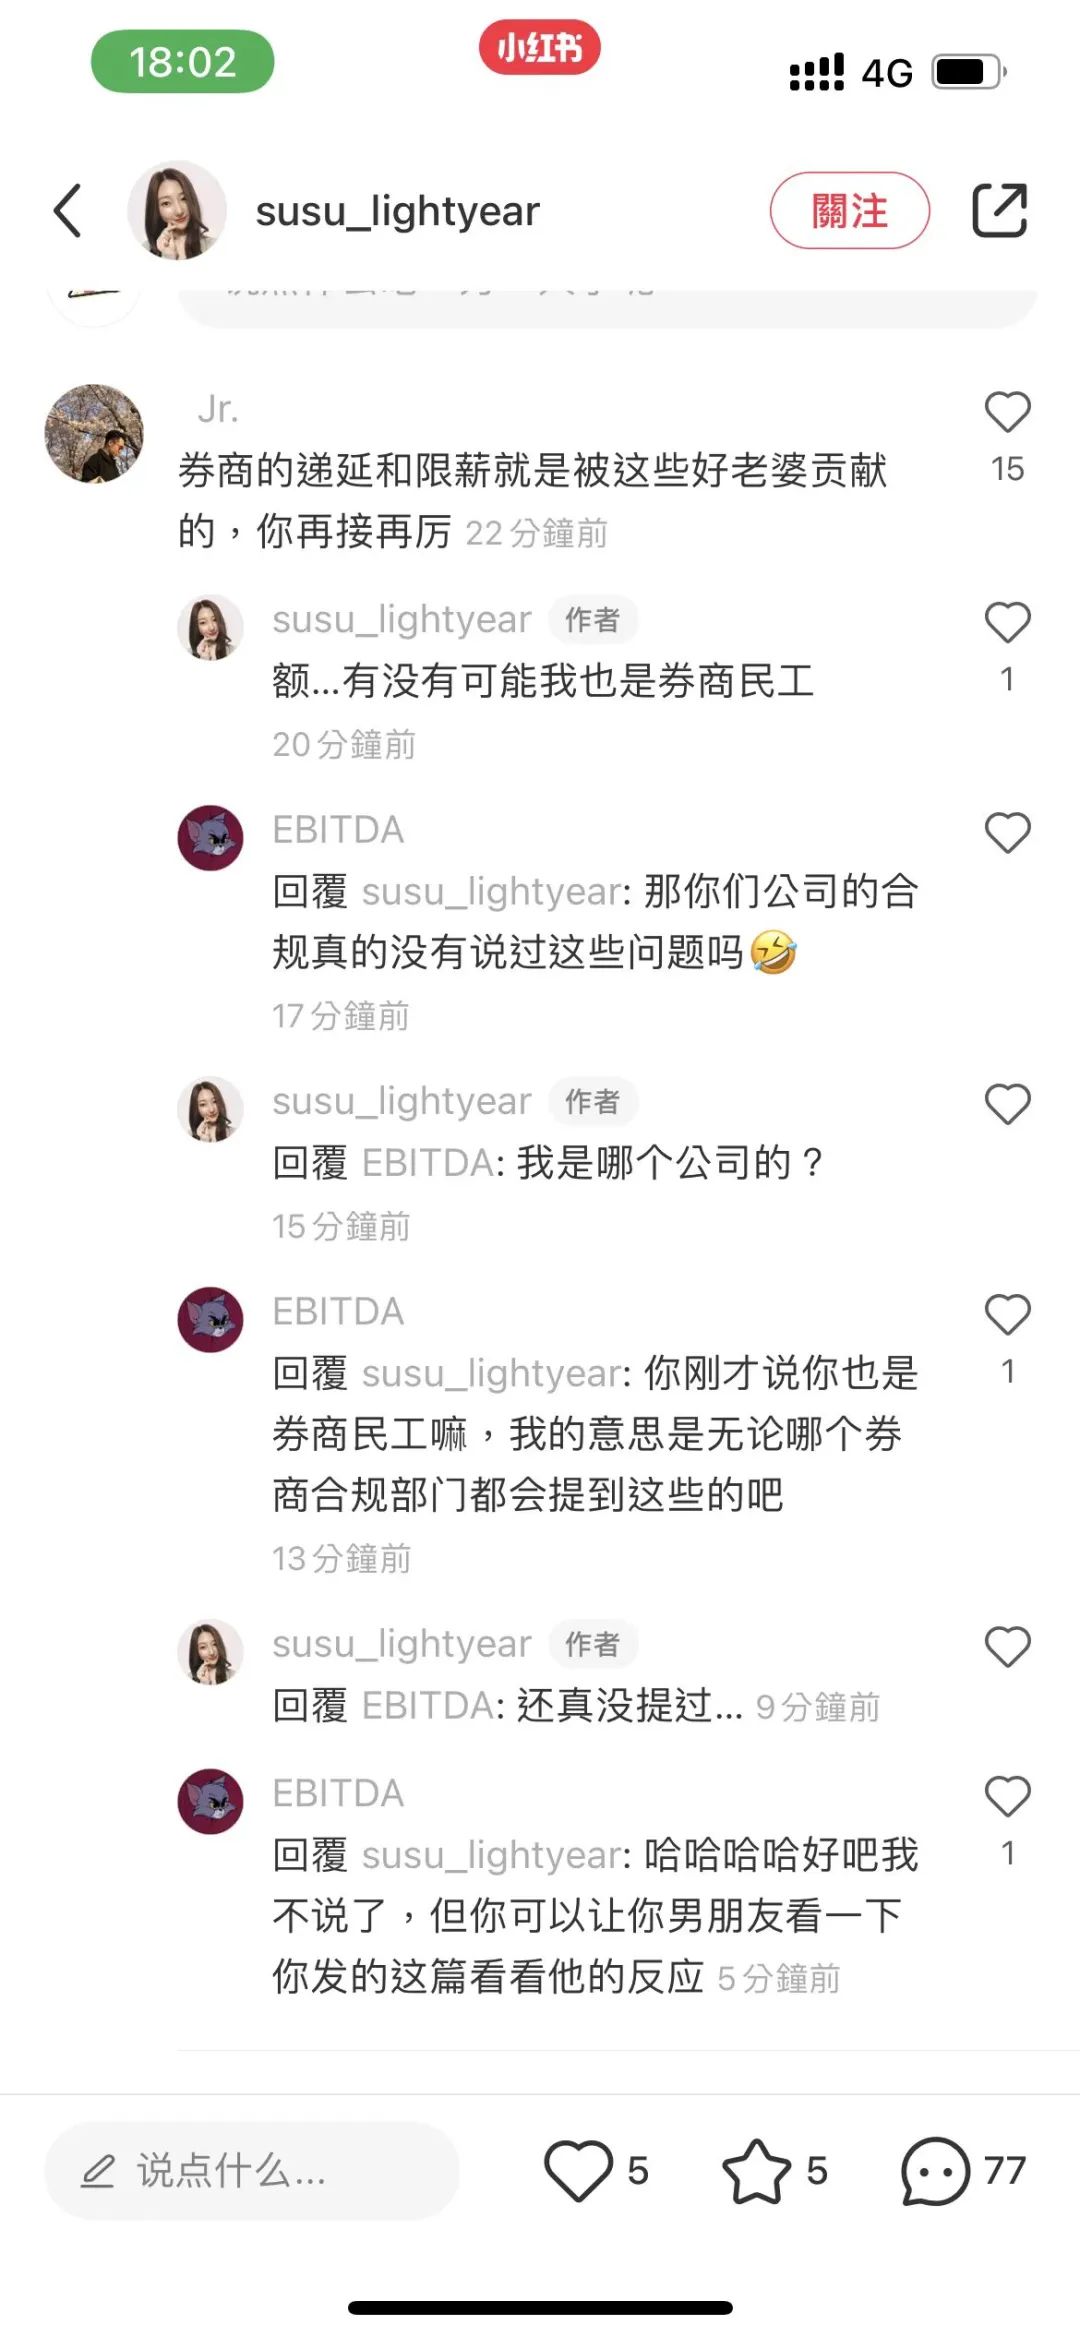 18:02
小红书
4G
susu_lightyear
關注
Jr.
券商的递延和限薪就是被这些好老婆贡献
的，你再接再厉 22分鐘前
15
susu_lightyear 作者
额...有没有可能我也是券商民工
1
20分鐘前
EBITDA
回覆 susu_lightyear: 那你们公司的合
规真的没有说过这些问题吗🤣
17分鐘前
susu_lightyear 作者
回覆 EBITDA: 我是哪个公司的？
15分鐘前
EBITDA
回覆 susu_lightyear: 你刚才说你也是
1
券商民工嘛，我的意思是无论哪个券
商合规部门都会提到这些的吧
13分鐘前
susu_lightyear 作者
回覆 EBITDA: 还真没提过... 9分鐘前
EBITDA
回覆 susu_lightyear: 哈哈哈哈好吧我
1
不说了，但你可以让你男朋友看一下
你发的这篇看看他的反应 5分鐘前
说点什么...
5
5
77